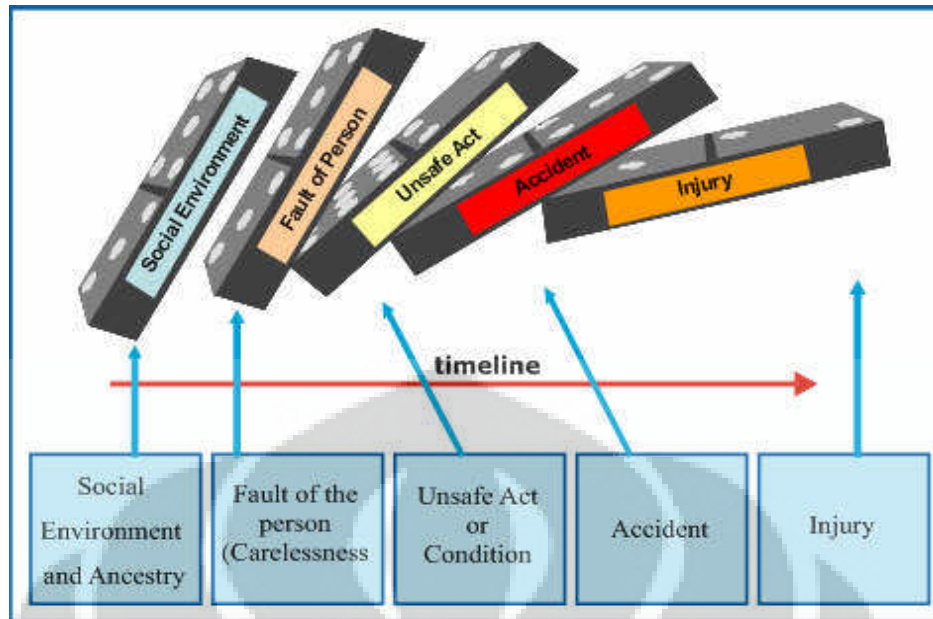 Social Environment
Fault of Person
Unsafe Act
Accident
Injury
timeline
Social
Environment
and Ancestry
Fault of the
person
(Carelessness
Unsafe Act
or
Condition
Accident
Injury